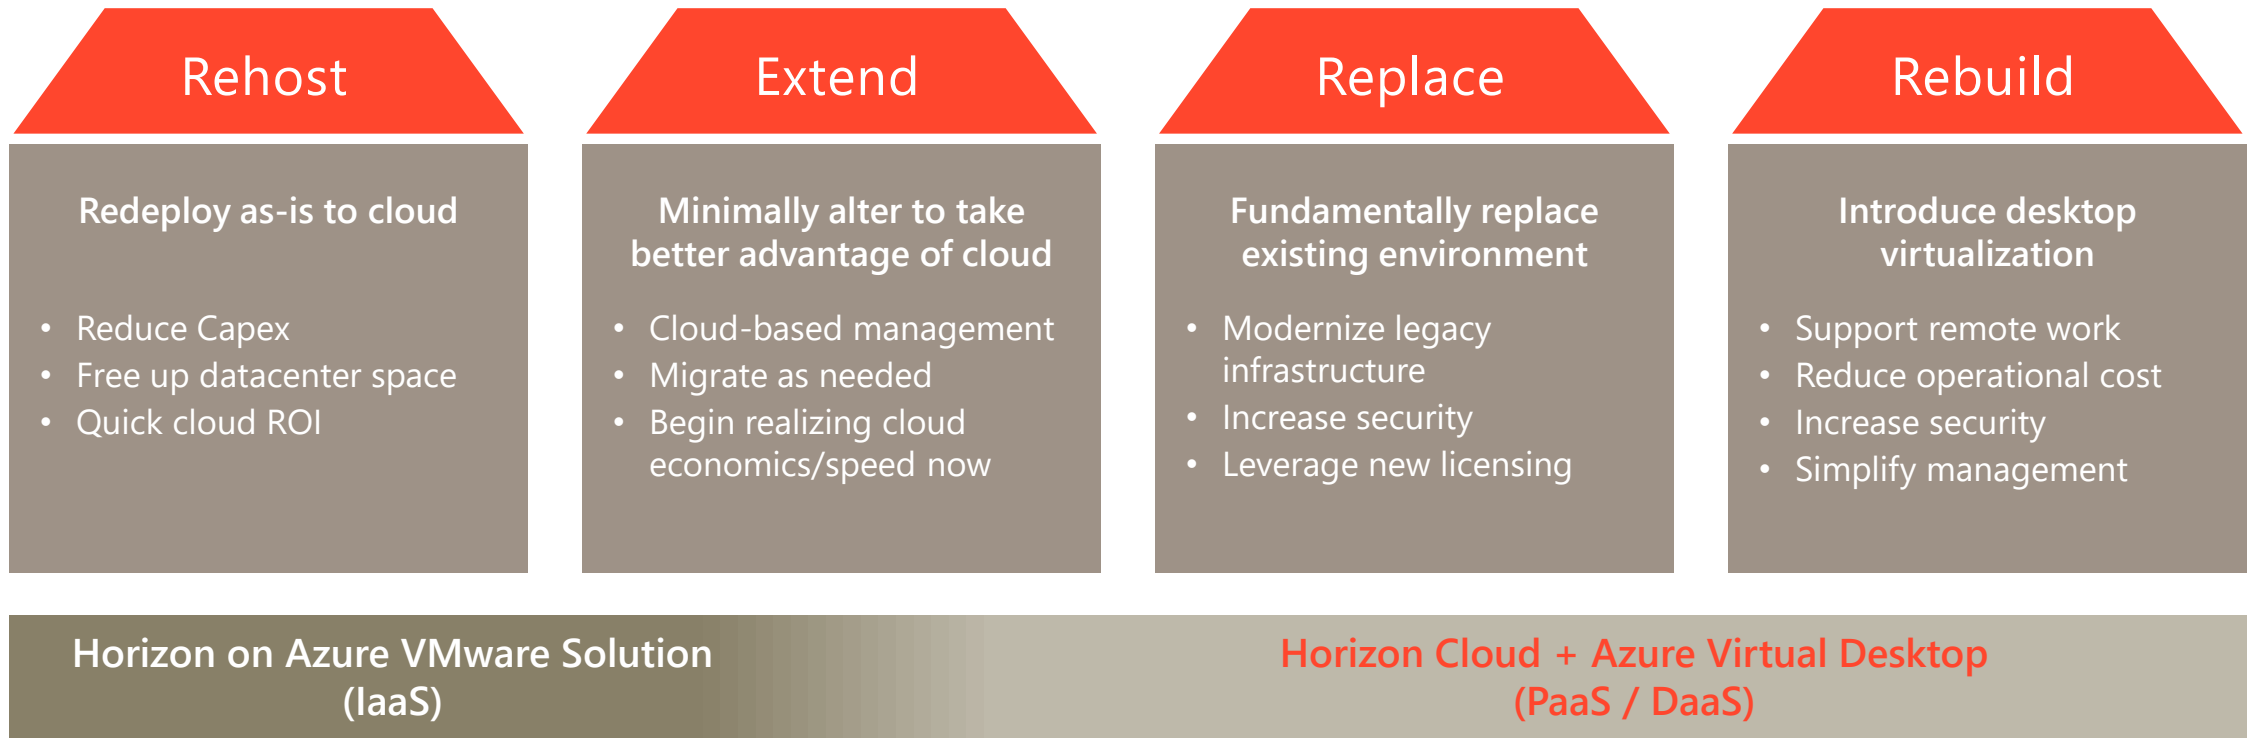 Rehost
Redeploy as-is to cloud
• Reduce Capex
• Free up datacenter space
• Quick cloud ROI
Extend
Minimally alter to take
better advantage of cloud
• Cloud-based management
• Migrate as needed
• Begin realizing cloud
economics/speed now
Replace
Fundamentally replace
existing environment
• Modernize legacy
infrastructure
• Increase security
• Leverage new licensing
Rebuild
Introduce desktop
virtualization
• Support remote work
• Reduce operational cost
• Increase security
• Simplify management
Horizon on Azure VMware Solution
(IaaS)
Horizon Cloud + Azure Virtual Desktop
(PaaS / DaaS)